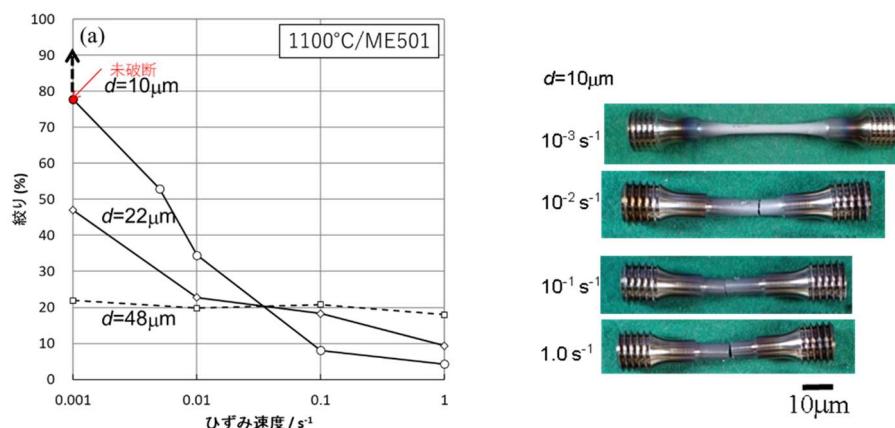 (a)
1100°C/ME501
未破断
d=10μm
d=22μm
d=48μm
100
90
80
70
60
50
40
30
20
10
0
絞り(%)
0.001
0.01
0.1
1
ひずみ速度 / s⁻¹
d=10μm
10⁻³ s⁻¹
10⁻² s⁻¹
10⁻¹ s⁻¹
1.0 s⁻¹
10μm